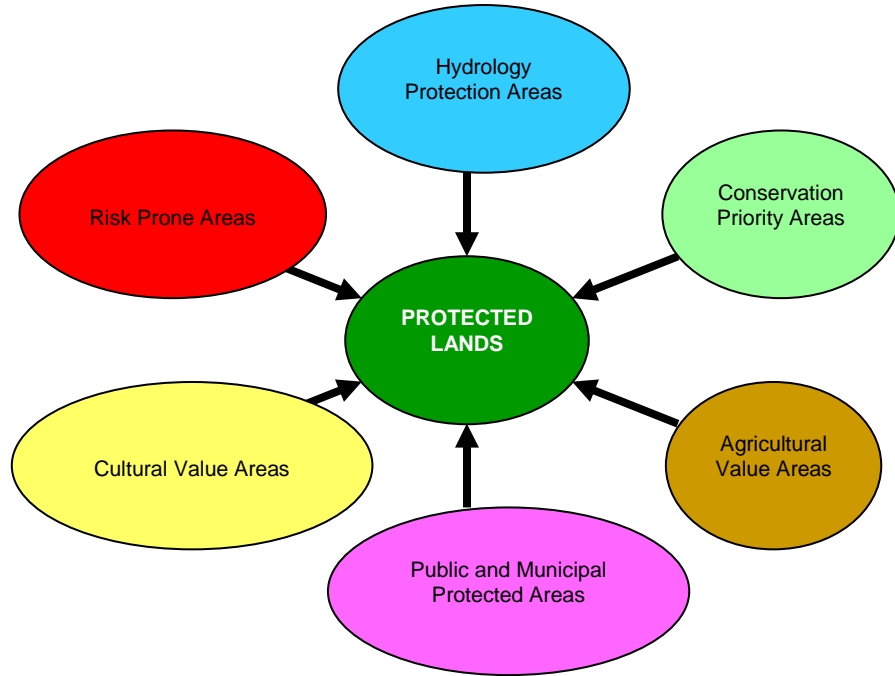 Hydrology
Protection Areas
Risk Prone Areas
Conservation
Priority Areas
PROTECTED
LANDS
Cultural Value Areas
Agricultural
Value Areas
Public and Municipal
Protected Areas